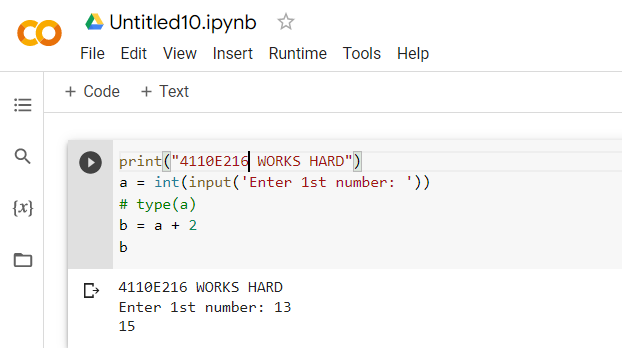 Untitled10.ipynb
File Edit View Insert Runtime Tools Help
+ Code + Text
{x}
print("4110E216 WORKS HARD")
a = int(input('Enter 1st number: '))
# type(a)
b = a + 2
b
4110E216 WORKS HARD
Enter 1st number: 13
15